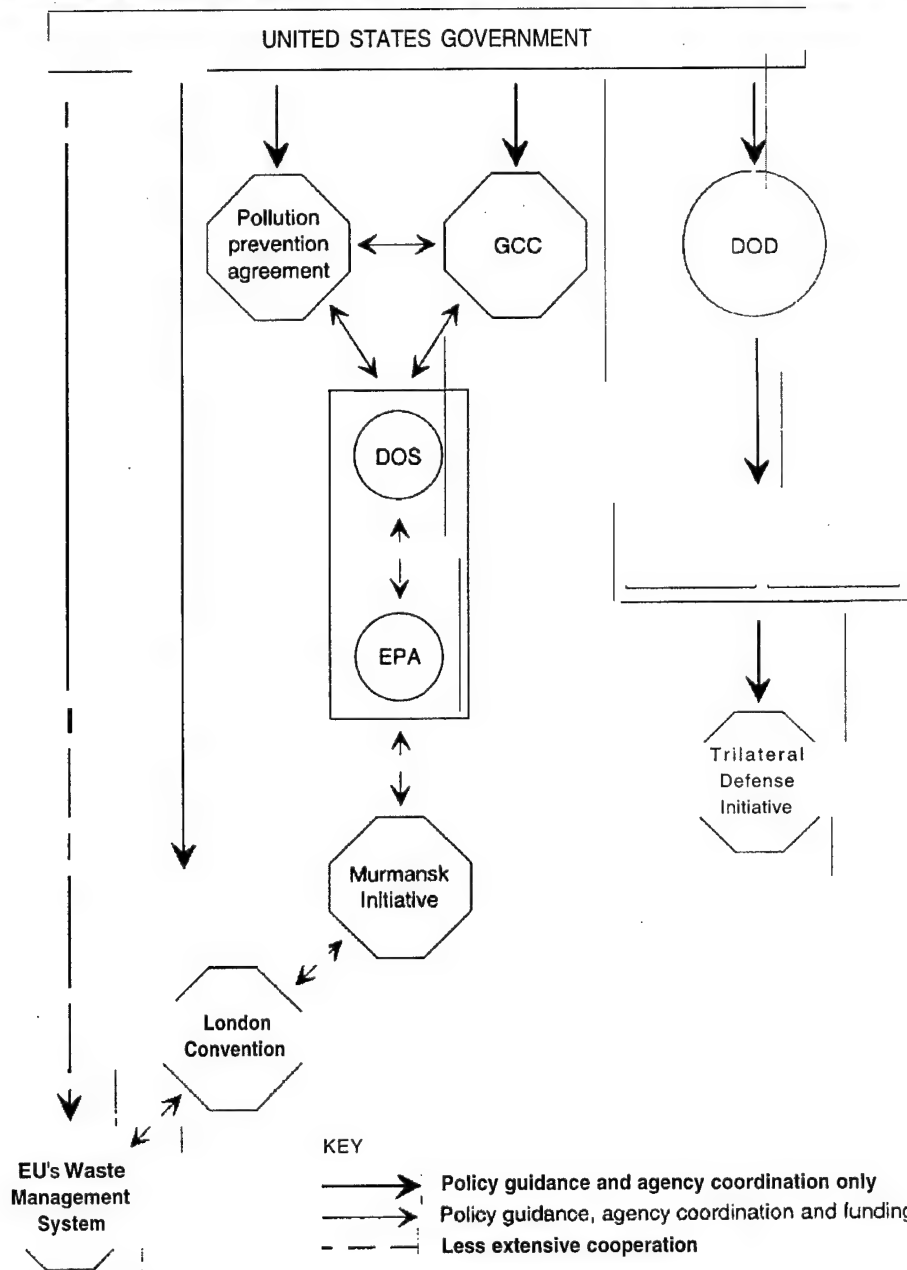 UNITED STATES GOVERNMENT
Pollution
prevention
agreement
GCC
DOD
DOS
EPA
Trilateral
Defense
Initiative
Murmansk
Initiative
London
Convention
EU's Waste
Management
System
KEY
Policy guidance and agency coordination only
Policy guidance, agency coordination and funding
Less extensive cooperation